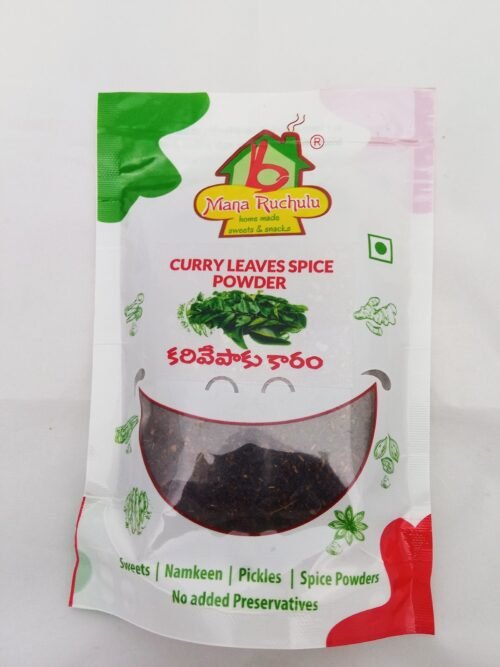 ®
Mana Ruchulu
home made
sweets & snacks
CURRY LEAVES SPICE
POWDER
కరివేపాకు కారం
Sweets | Namkeen | Pickles | Spice Powders
No added Preservatives